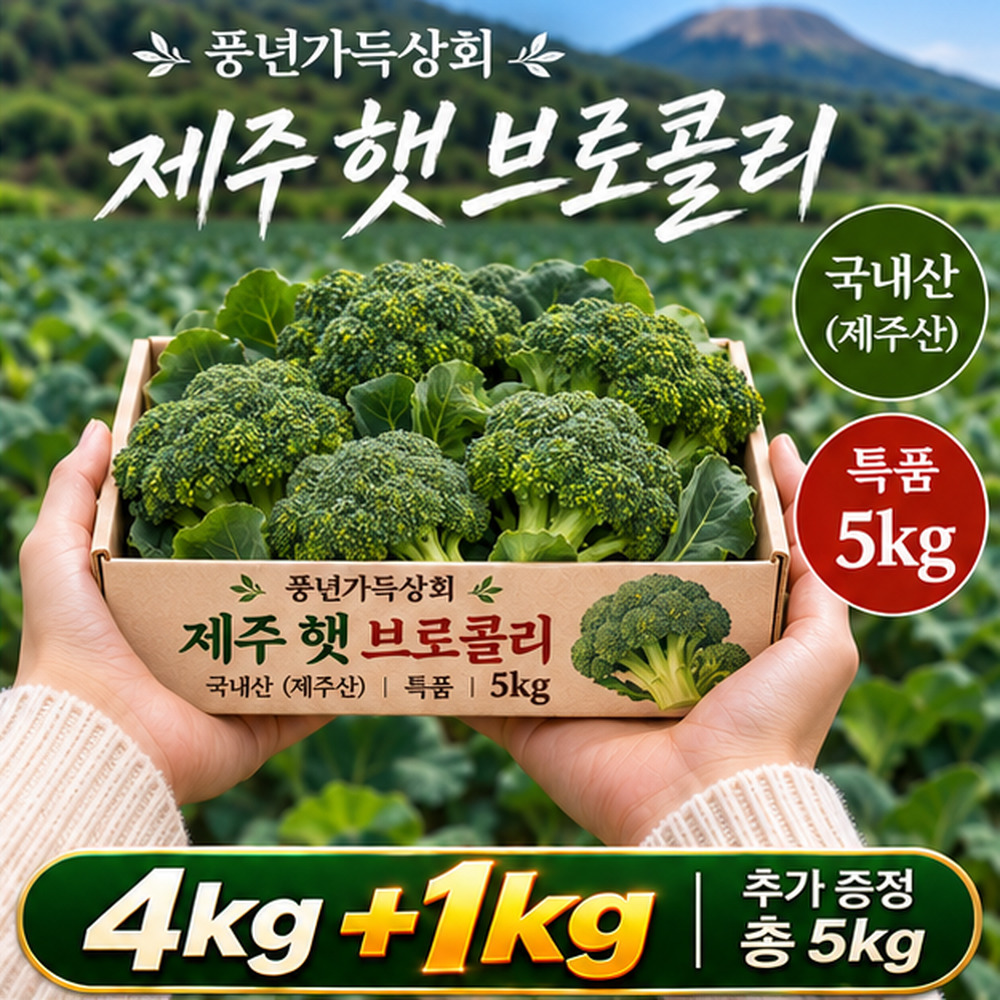 풍년가득상회
제주 햇 브로콜리
국내산
(제주산)
특품
5kg
풍년가득상회
제주 햇 브로콜리
국내산 (제주산) | 특품 | 5kg
4kg+1kg
추가 증정
총 5kg